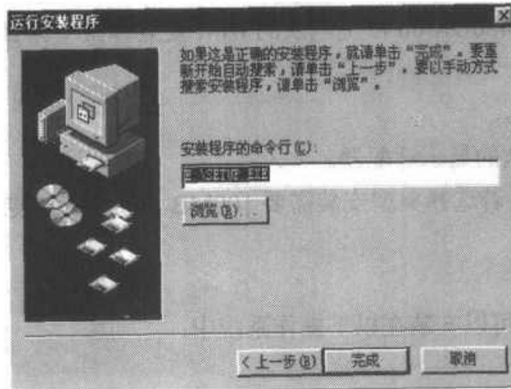 运行安装程序
如果这是正确的安装程序，就请单击“完成”。要重
新开始自动搜索，请单击“上一步”。要以手动方式
搜索安装程序，请单击“浏览”。
安装程序的命令行(C):
浏览(R)...
<上一步(B)
完成
取消